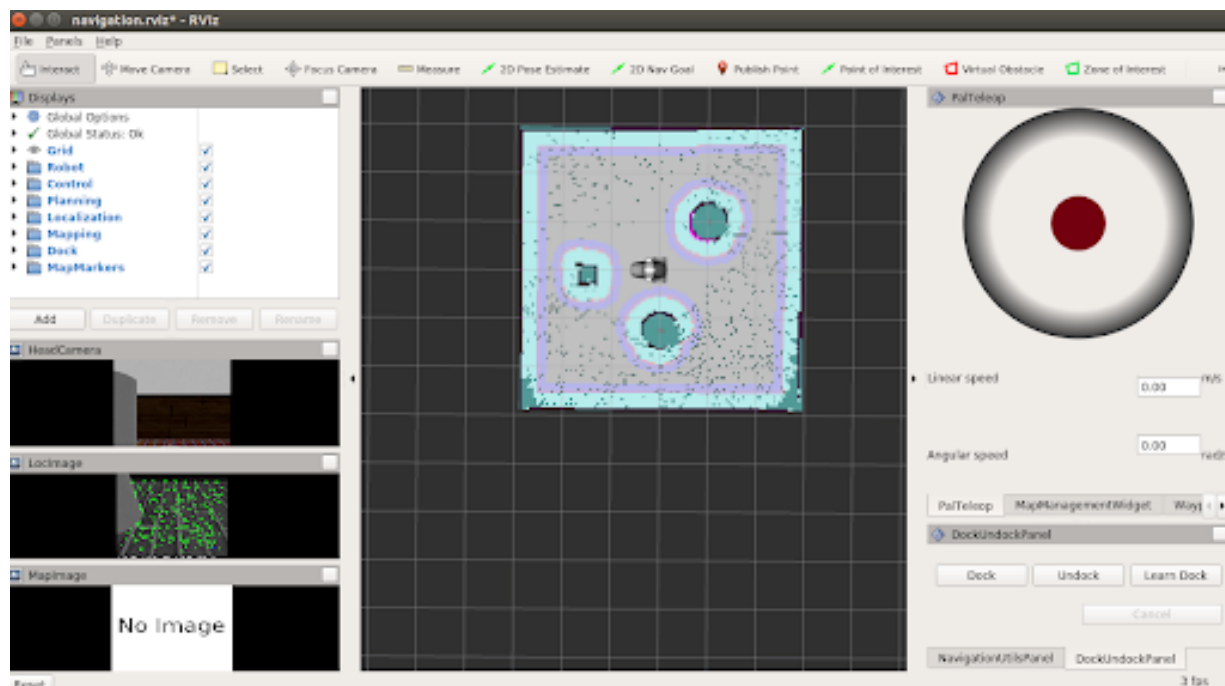 navigation.rviz* - RViz
File Panels Help
Interact Move Camera Select Focus Camera Measure 2D Pose Estimate 2D Nav Goal Publish Point Point of Interest Virtual Obstacle Zone of Interest
Displays
Global Options
Global Status: Ok
Grid
Robot
Control
Planning
Localization
Mapping
Dock
MapMarkers
Add Duplicate Remove Rename
HeadCamera
LocImage
MapImage
No Image
Reset
PalTeleop
Linear speed 0.00 m/s
Angular speed 0.00
PalTeleop MapManagementWidget
DockUndockPanel
Dock Undock Learn Dock
Cancel
NavigationUtilsPanel DockUndockPanel
3 fps